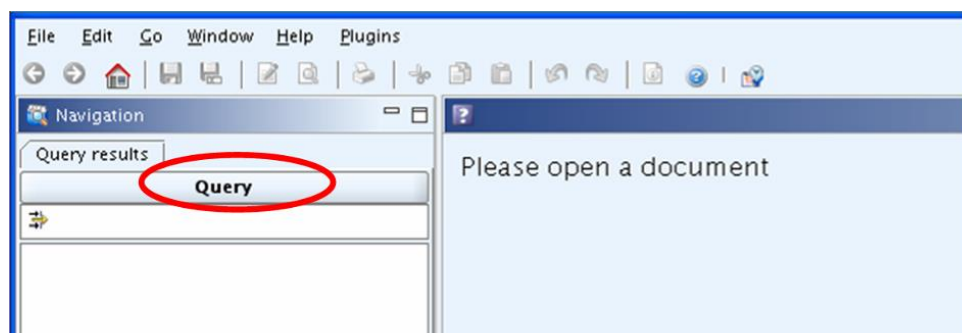 File Edit Go Window Help Plugins
Navigation
Query results
Query
Please open a document